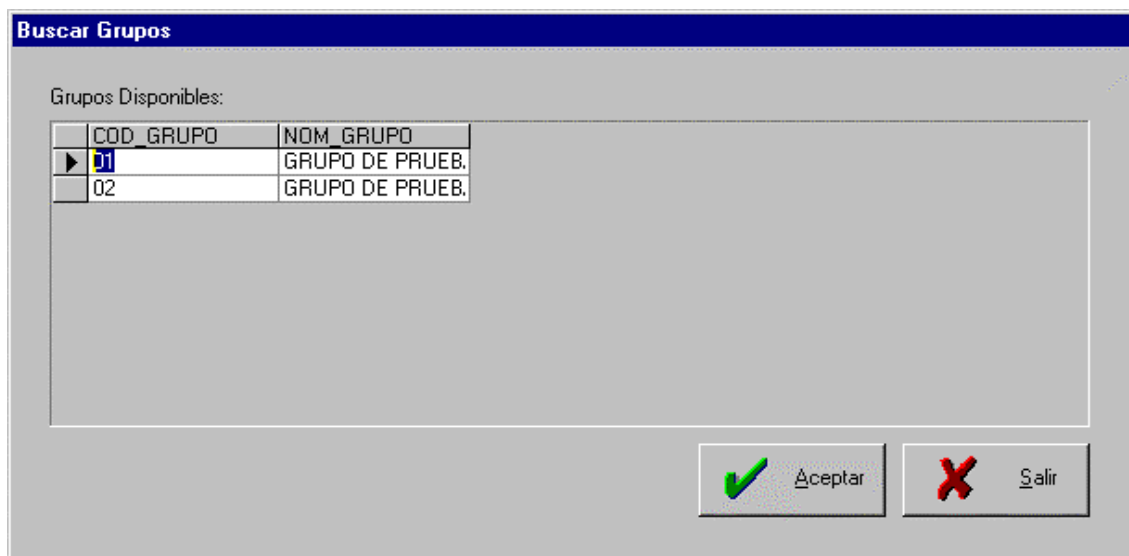 Buscar Grupos
Grupos Disponibles:
COD_GRUPO NOM_GRUPO
01 GRUPO DE PRUEB.
02 GRUPO DE PRUEB.
Aceptar Salir